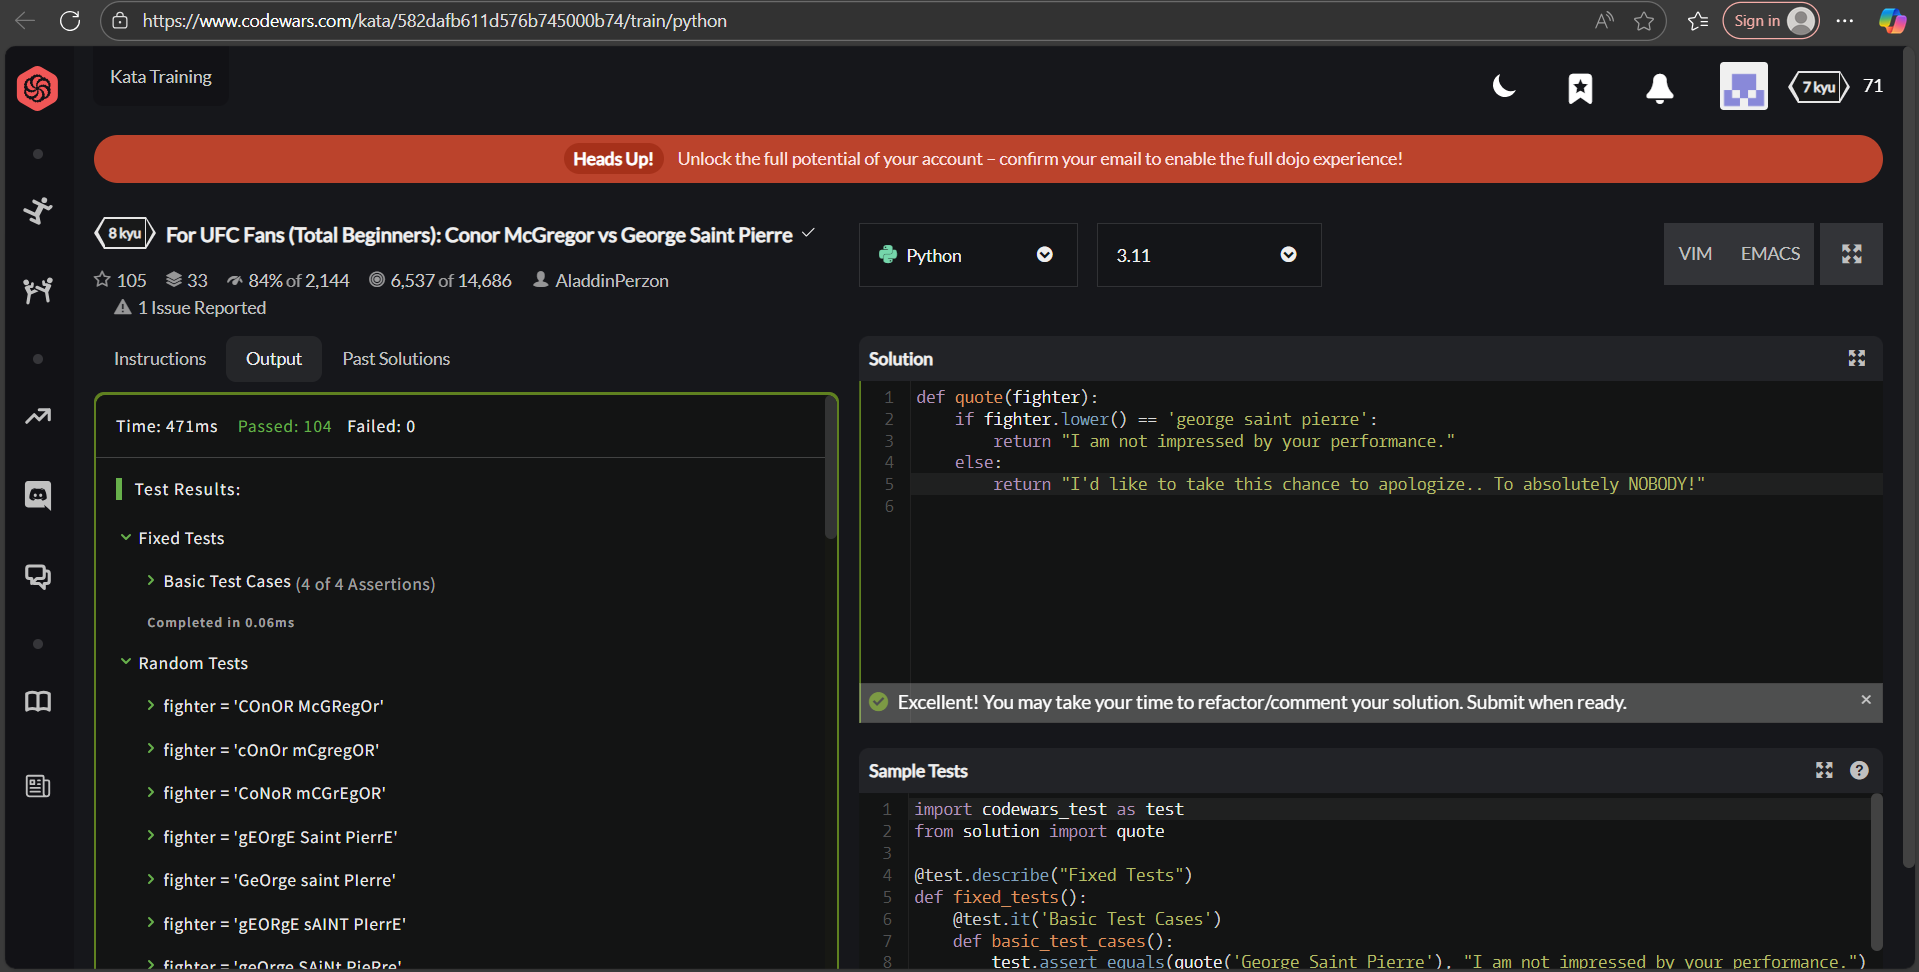 https://www.codewars.com/kata/582dafb611d576b745000b74/train/python
Sign in
Kata Training
7 kyu
71
Heads Up! Unlock the full potential of your account – confirm your email to enable the full dojo experience!
8 kyu
For UFC Fans (Total Beginners): Conor McGregor vs George Saint Pierre
105
33
84% of 2,144
6,537 of 14,686
AladdinPerzon
1 Issue Reported
Python
3.11
VIM
EMACS
Instructions
Output
Past Solutions
Time: 471ms Passed: 104 Failed: 0
Test Results:
Fixed Tests
Basic Test Cases (4 of 4 Assertions)
Completed in 0.06ms
Random Tests
fighter = 'COnOR McGRegOr'
fighter = 'cOnOr mCgregOR'
fighter = 'CoNoR mCGrEgOR'
fighter = 'gEOrgE Saint PierrE'
fighter = 'GeOrge saint PIerre'
fighter = 'gEORgE sAINT PIerrE'
fighter = 'geOrge SAiNt PieRre'
Solution
1 def quote(fighter):
2 if fighter.lower() == 'george saint pierre':
3 return "I am not impressed by your performance."
4 else:
5 return "I'd like to take this chance to apologize.. To absolutely NOBODY!"
6
Excellent! You may take your time to refactor/comment your solution. Submit when ready.
Sample Tests
1 import codewars_test as test
2 from solution import quote
3
4 @test.describe("Fixed Tests")
5 def fixed_tests():
6 @test.it('Basic Test Cases')
7 def basic_test_cases():
8 test.assert_equals(quote('George Saint Pierre'), "I am not impressed by your performance.")